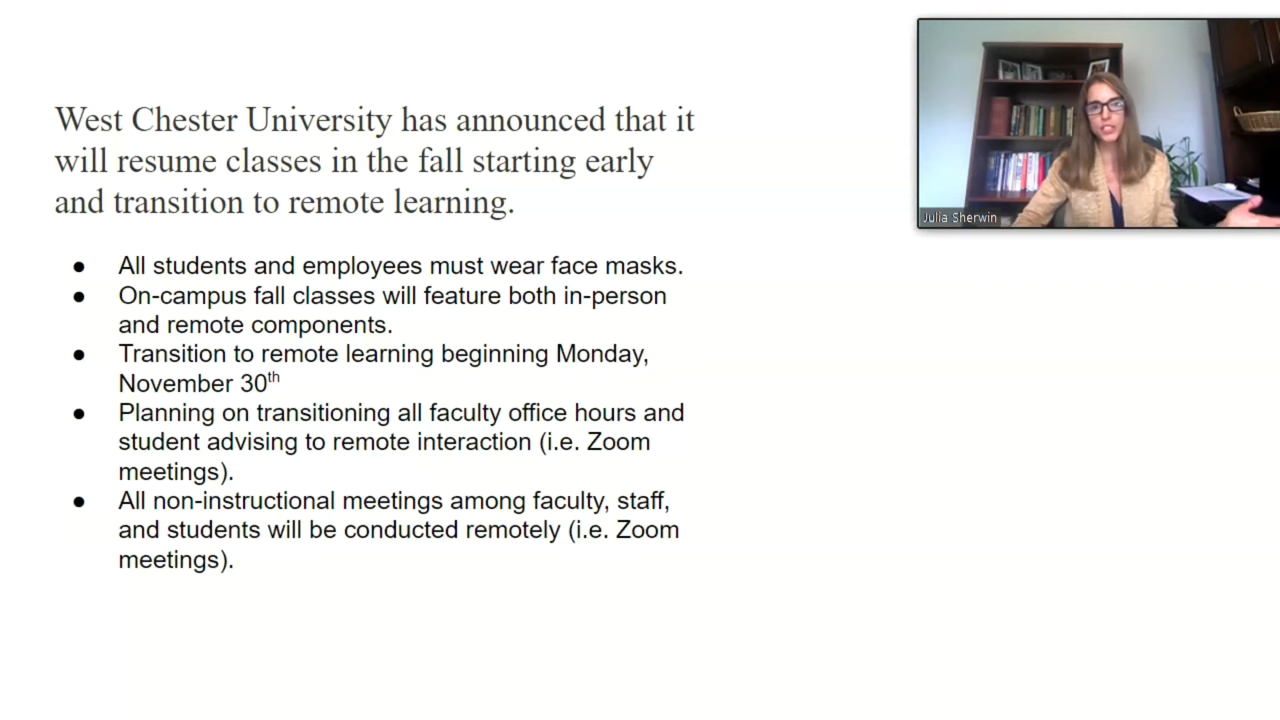 West Chester University has announced that it
will resume classes in the fall starting early
and transition to remote learning.
● All students and employees must wear face masks.
● On-campus fall classes will feature both in-person
and remote components.
● Transition to remote learning beginning Monday,
November 30th
● Planning on transitioning all faculty office hours and
student advising to remote interaction (i.e. Zoom
meetings).
● All non-instructional meetings among faculty, staff,
and students will be conducted remotely (i.e. Zoom
meetings).
Julia Sherwin